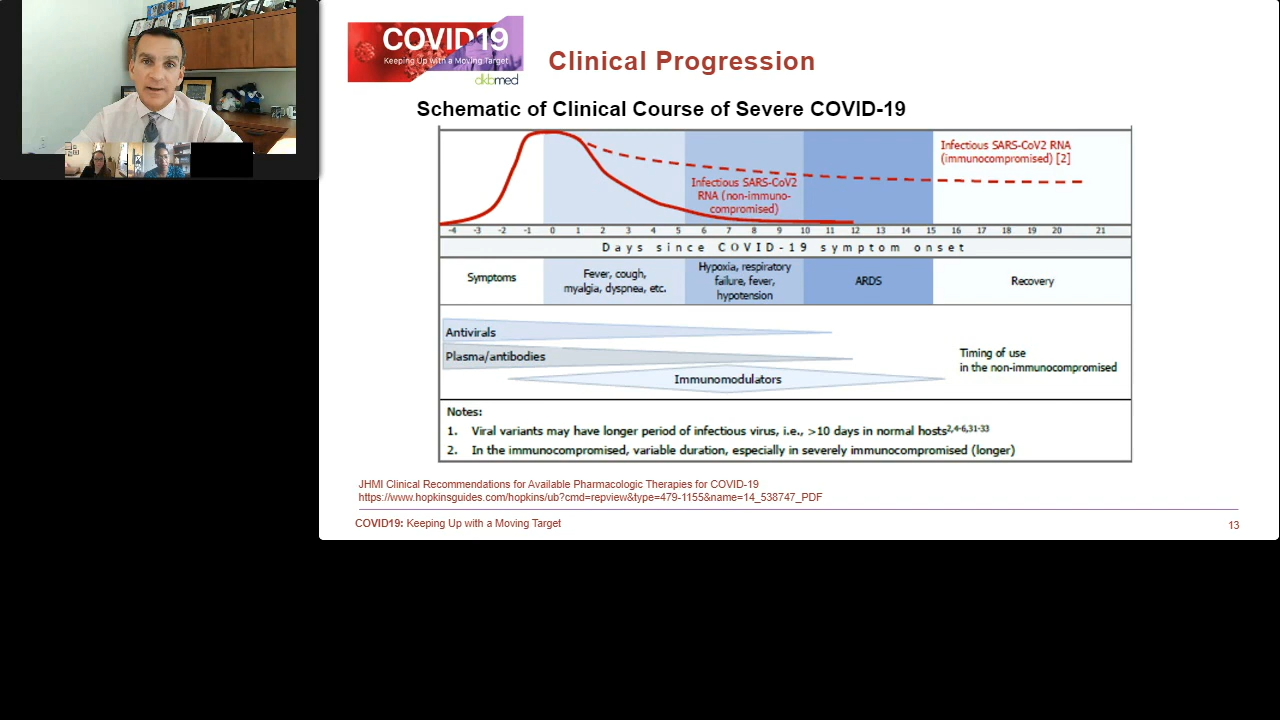 COVID19
Keeping Up with a Moving Target
dkbmed
Clinical Progression
Schematic of Clinical Course of Severe COVID-19
Infectious SARS-CoV2 RNA
(immunocompromised) [2]
Infectious SARS-CoV2
RNA (non-immuno-
compromised)
-4 -3 -2 -1 0 1 2 3 4 5 6 7 8 9 10 11 12 13 14 15 16 17 18 19 20 21
Days since COVID-19 symptom onset
Symptoms
Fever, cough,
myalgia, dyspnea, etc.
Hypoxia, respiratory
failure, fever,
hypotension
ARDS
Recovery
Antivirals
Plasma/antibodies
Immunomodulators
Timing of use
in the non-immunocompromised
Notes:
1. Viral variants may have longer period of infectious virus, i.e., >10 days in normal hosts2,4-6,31-33
2. In the immunocompromised, variable duration, especially in severely immunocompromised (longer)
JHMI Clinical Recommendations for Available Pharmacologic Therapies for COVID-19
https://www.hopkinsguides.com/hopkins/ub?cmd=repview&type=479-1155&name=14_538747_PDF
COVID19: Keeping Up with a Moving Target
13